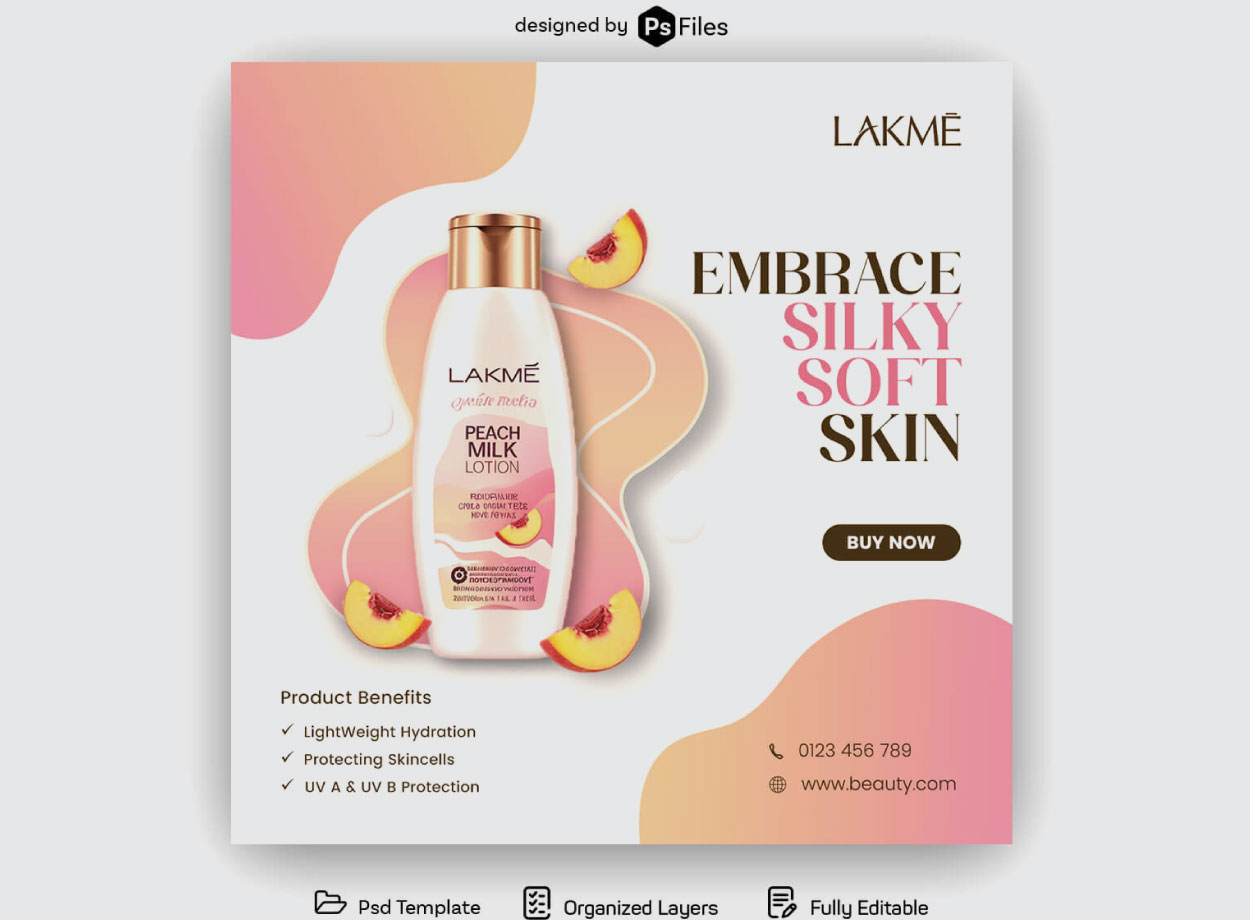 designed by Ps Files
LAKMĒ
EMBRACE
SILKY
SOFT
SKIN
BUY NOW
LAKMÉ
PEACH
MILK
LOTION
Product Benefits
LightWeight Hydration
Protecting Skincells
UV A & UV B Protection
0123 456 789
www.beauty.com
Psd Template
Organized Layers
Fully Editable